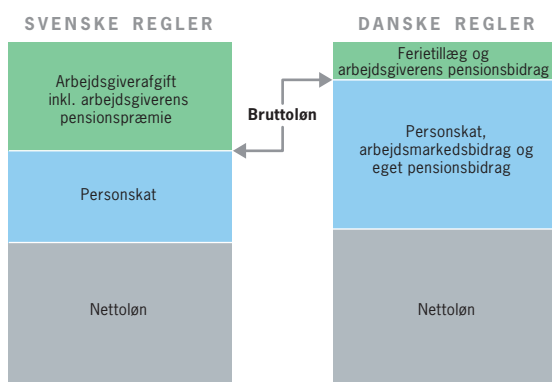 SVENSKE REGLER
Arbejdsgiverafgift
inkl. arbejdsgiverens
pensionspræmie
Personskat
Nettoløn
Bruttoløn
DANSKE REGLER
Ferietillæg og
arbejdsgiverens pensionsbidrag
Personskat,
arbejdsmarkedsbidrag og
eget pensionsbidrag
Nettoløn